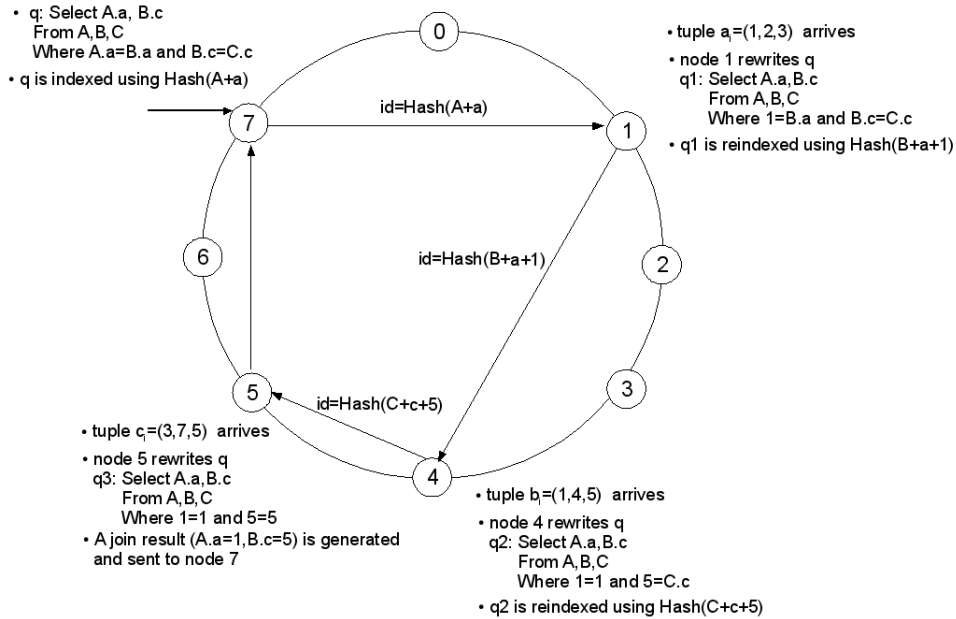 • q: Select A.a, B.c
From A,B,C
Where A.a=B.a and B.c=C.c
• q is indexed using Hash(A+a)
0
• tuple aᵢ=(1,2,3) arrives
• node 1 rewrites q
q1: Select A.a,B.c
From A,B,C
Where 1=B.a and B.c=C.c
• q1 is reindexed using Hash(B+a+1)
id=Hash(A+a)
7
1
id=Hash(B+a+1)
6
2
3
5
id=Hash(C+c+5)
4
• tuple cᵢ=(3,7,5) arrives
• node 5 rewrites q
q3: Select A.a,B.c
From A,B,C
Where 1=1 and 5=5
• A join result (A.a=1,B.c=5) is generated
and sent to node 7
• tuple bᵢ=(1,4,5) arrives
• node 4 rewrites q
q2: Select A.a,B.c
From A,B,C
Where 1=1 and 5=C.c
• q2 is reindexed using Hash(C+c+5)